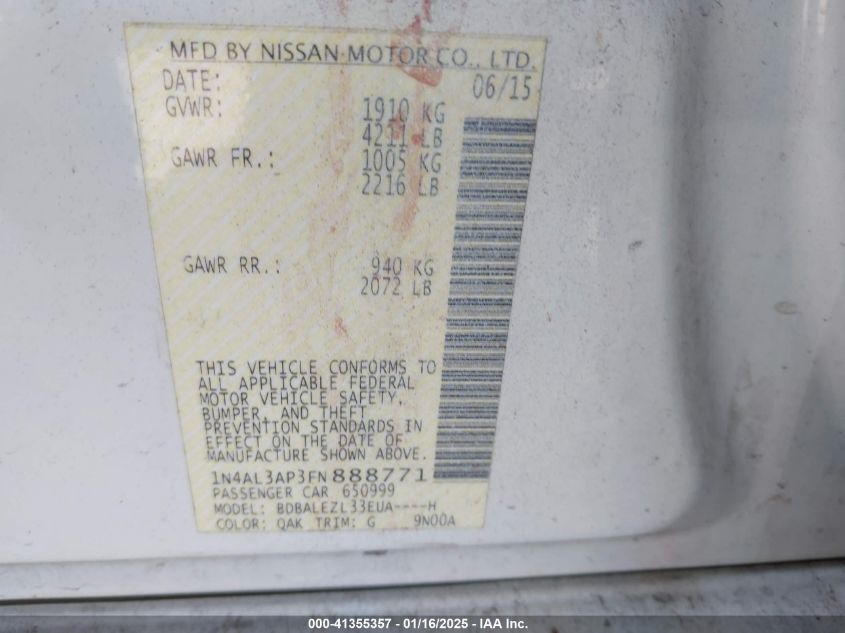 MFD BY NISSAN MOTOR CO., LTD.
DATE: 06/15
GVWR: 1910 KG
4211 LB
GAWR FR.: 1005 KG
2216 LB
GAWR RR.: 940 KG
2072 LB
THIS VEHICLE CONFORMS TO
ALL APPLICABLE FEDERAL
MOTOR VEHICLE SAFETY,
BUMPER, AND THEFT
PREVENTION STANDARDS IN
EFFECT ON THE DATE OF
MANUFACTURE SHOWN ABOVE.
1N4AL3AP3FN888771
PASSENGER CAR 650999
MODEL: BDBALEZL33EUA----H
COLOR: QAK TRIM: G 9N00A
000-41355357 - 01/16/2025 - IAA Inc.